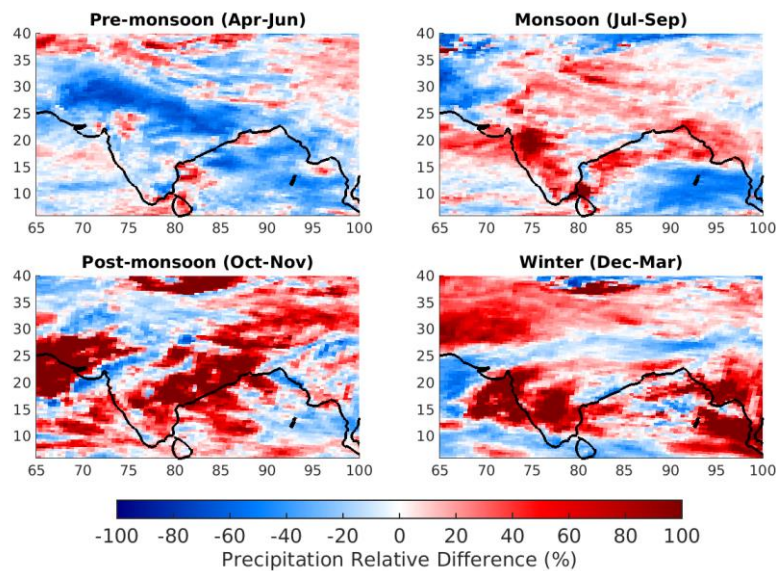 Pre-monsoon (Apr-Jun) Monsoon (Jul-Sep)
40 40
35 35
30 30
25 25
20 20
15 15
10 10
65 70 75 80 85 90 95 100 65 70 75 80 85 90 95 100
Post-monsoon (Oct-Nov) Winter (Dec-Mar)
40 40
35 35
30 30
25 25
20 20
15 15
10 10
65 70 75 80 85 90 95 100 65 70 75 80 85 90 95 100
-100 -80 -60 -40 -20 0 20 40 60 80 100
Precipitation Relative Difference (%)